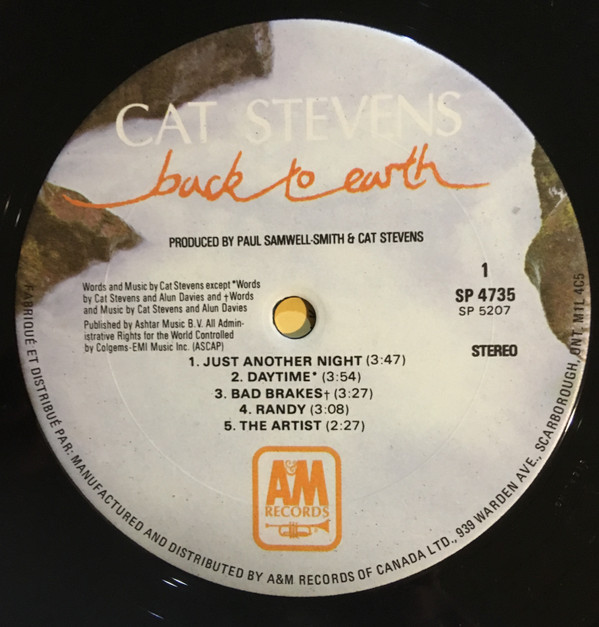 CAT STEVENS
back to earth
PRODUCED BY PAUL SAMWELL-SMITH & CAT STEVENS
Words and Music by Cat Stevens except *Words
by Cat Stevens and Alun Davies and †Words
and Music by Cat Stevens and Alun Davies
Published by Ashtar Music B.V. All Admin-
istrative Rights for the World Controlled
by Colgems-EMI Music Inc. (ASCAP)
1
SP 4735
SP 5207
STEREO
1. JUST ANOTHER NIGHT (3:47)
2. DAYTIME* (3:54)
3. BAD BRAKES† (3:27)
4. RANDY (3:08)
5. THE ARTIST (2:27)
A&M
RECORDS
FABRIQUÉ ET DISTRIBUÉ PAR: MANUFACTURED AND DISTRIBUTED BY A&M RECORDS OF CANADA LTD., 939 WARDEN AVE., SCARBOROUGH, ONT. M1L 4C5